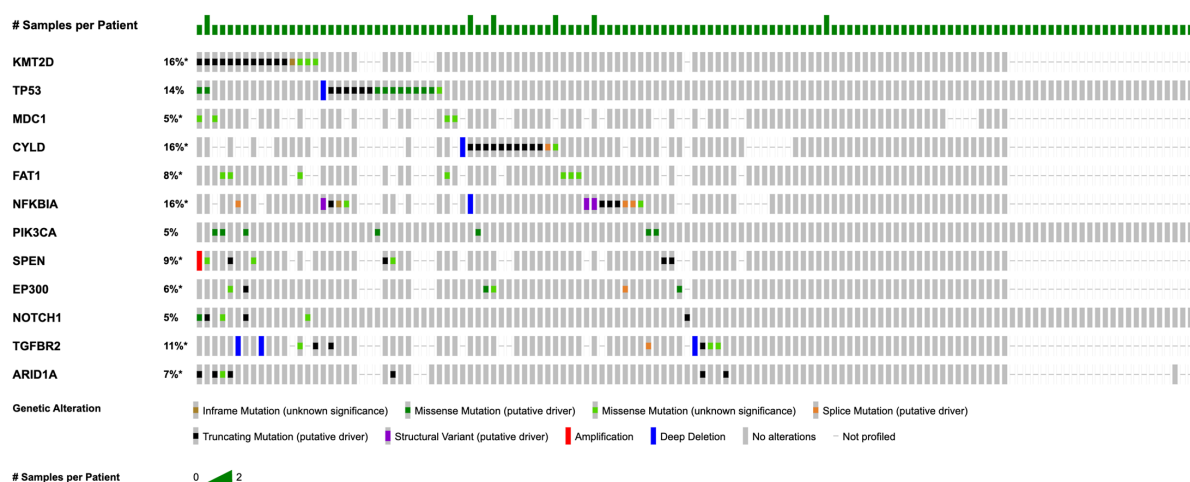 # Samples per Patient
KMT2D 16%*
TP53 14%
MDC1 5%*
CYLD 16%*
FAT1 8%*
NFKBIA 16%*
PIK3CA 5%
SPEN 9%*
EP300 6%*
NOTCH1 5%
TGFBR2 11%*
ARID1A 7%*
Genetic Alteration Inframe Mutation (unknown significance) Missense Mutation (putative driver) Missense Mutation (unknown significance) Splice Mutation (putative driver)
Truncating Mutation (putative driver) Structural Variant (putative driver) Amplification Deep Deletion No alterations Not profiled
# Samples per Patient 0 2